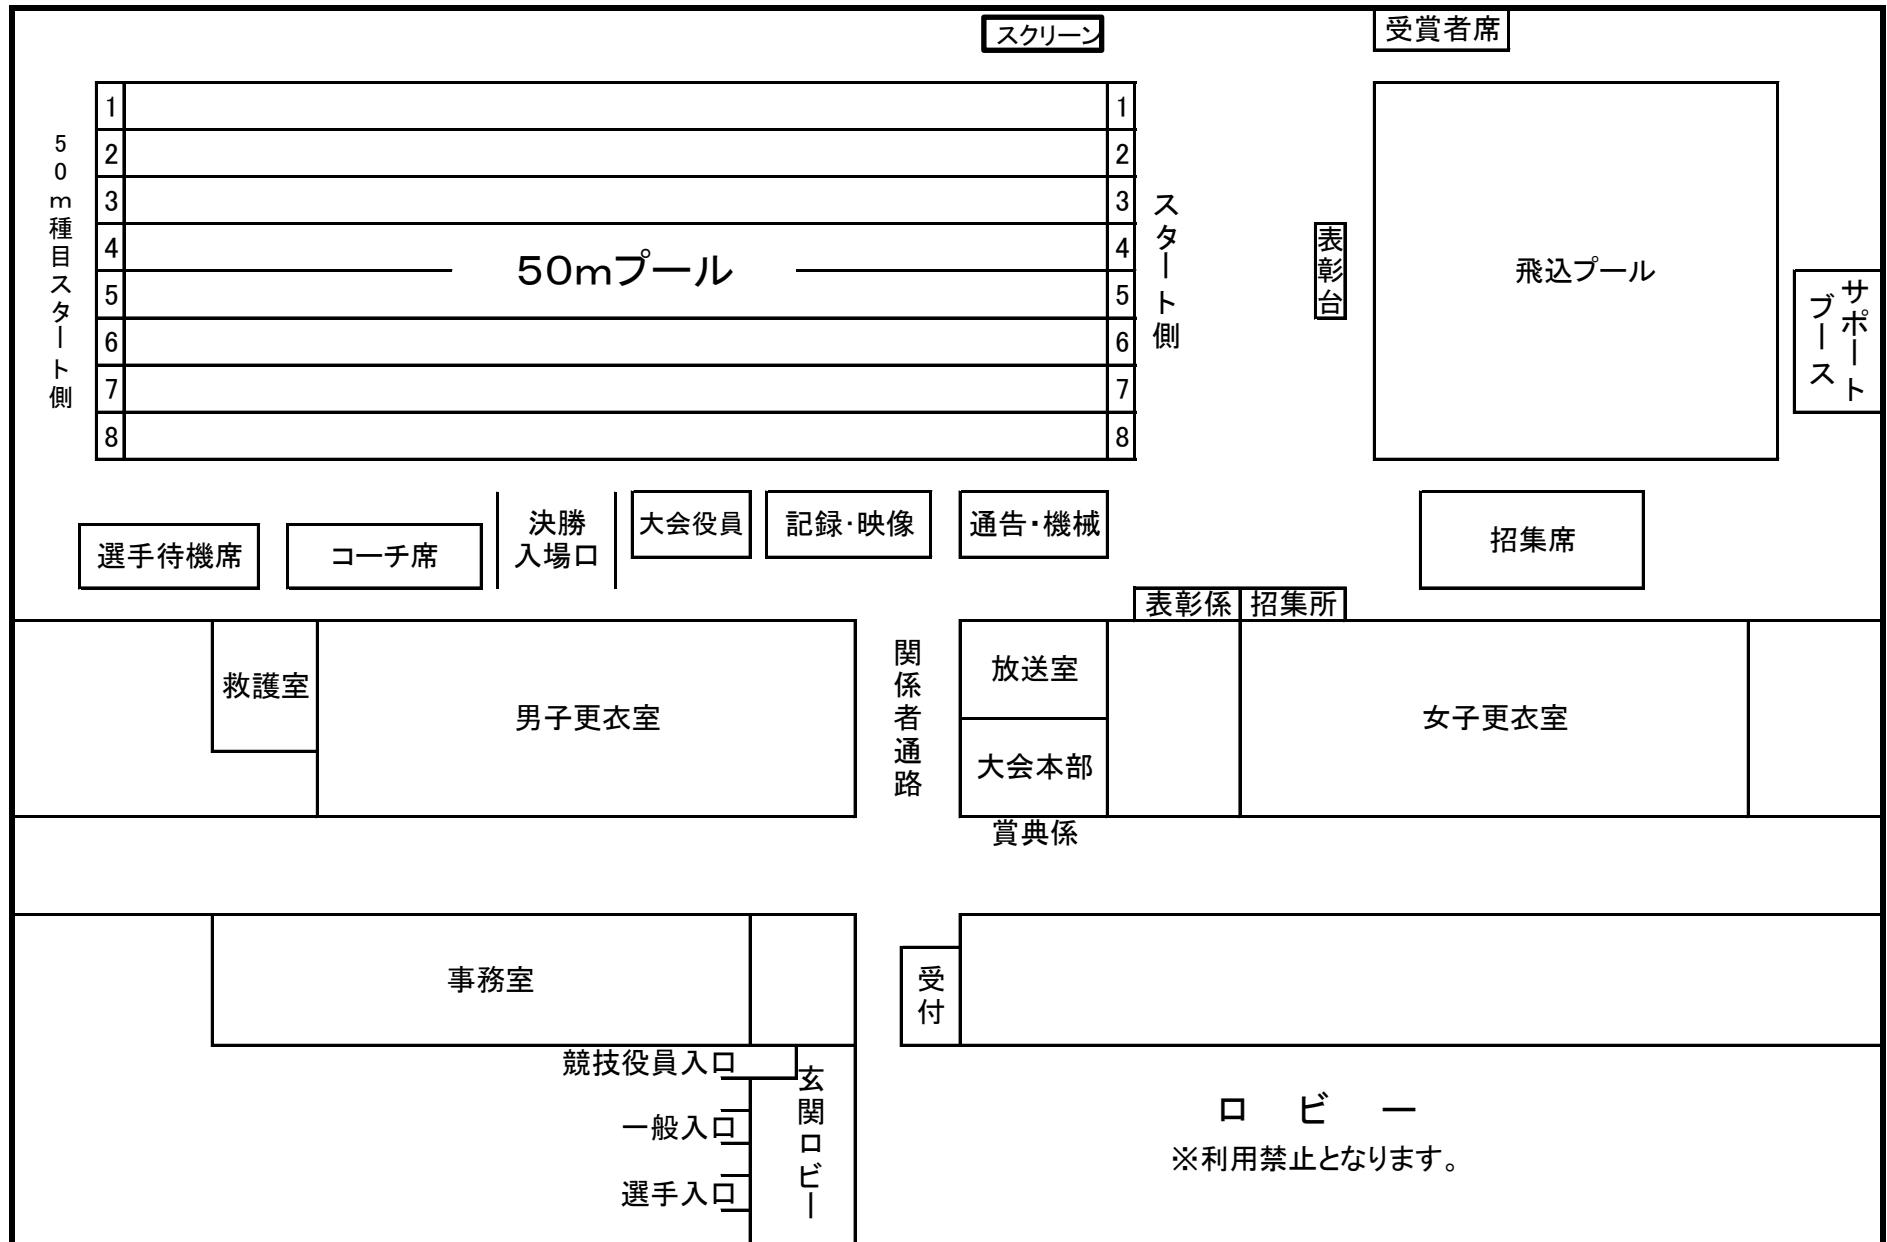 スクリーン
受賞者席
1
2
3
4
5
6
7
8
50mプール
1
2
3
4
5
6
7
8
50m種目スタート側
スタート側
表彰台
飛込プール
サポート
ブース
選手待機席
コーチ席
決勝
入場口
大会役員
記録・映像
通告・機械
招集席
表彰係
招集所
救護室
男子更衣室
関係者通路
放送室
大会本部
女子更衣室
賞典係
事務室
受付
競技役員入口
一般入口
選手入口
玄関ロビー
ロ ビ ー
※利用禁止となります。